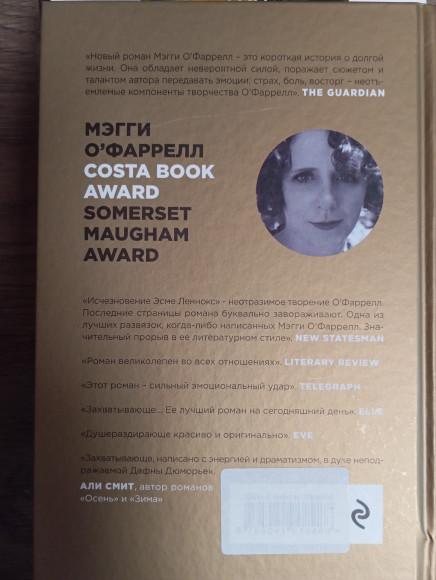 «Новый роман Мэгги О'Фаррелл – это короткая история о долгой
жизни. Она обладает невероятной силой, поражает сюжетом и
талантом автора передавать эмоции: страх, боль, восторг – неотъ-
емлемые компоненты творчества О'Фаррелл». THE GUARDIAN
МЭГГИ
О'ФАРРЕЛЛ
COSTA BOOK
AWARD
SOMERSET
MAUGHAM
AWARD
«Исчезновение Эсме Леннокс» - неотразимое творение О'Фаррелл.
Последние страницы романа буквально завораживают. Одна из
лучших развязок, когда-либо написанных Мэгги О'Фаррелл. Зна-
чительный прорыв в ее литературном стиле». NEW STATESMAN
«Роман великолепен во всех отношениях». LITERARY REVIEW
«Этот роман – сильный эмоциональный удар». TELEGRAPH
«Захватывающе... Ее лучший роман на сегодняшний день». ELLE
«Душераздирающе красиво и оригинально». EVE
«Захватывающе, написано с энергией и драматизмом, в духе непод-
ражаемой Дафны Дюморье».
АЛИ СМИТ, автор романов
«Осень» и «Зима»